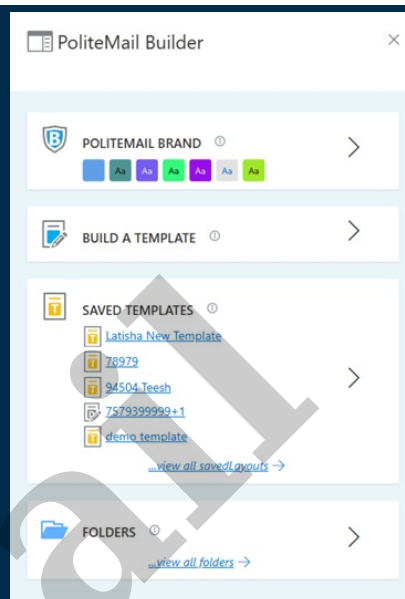 PoliteMail Builder
POLITEMAIL BRAND
Aa Aa Aa Aa Aa Aa
BUILD A TEMPLATE
SAVED TEMPLATES
Latisha New Template
78979
94504 Teesh
7579399999+1
demo template
...view all savedLayouts →
FOLDERS
...view all folders →
ail